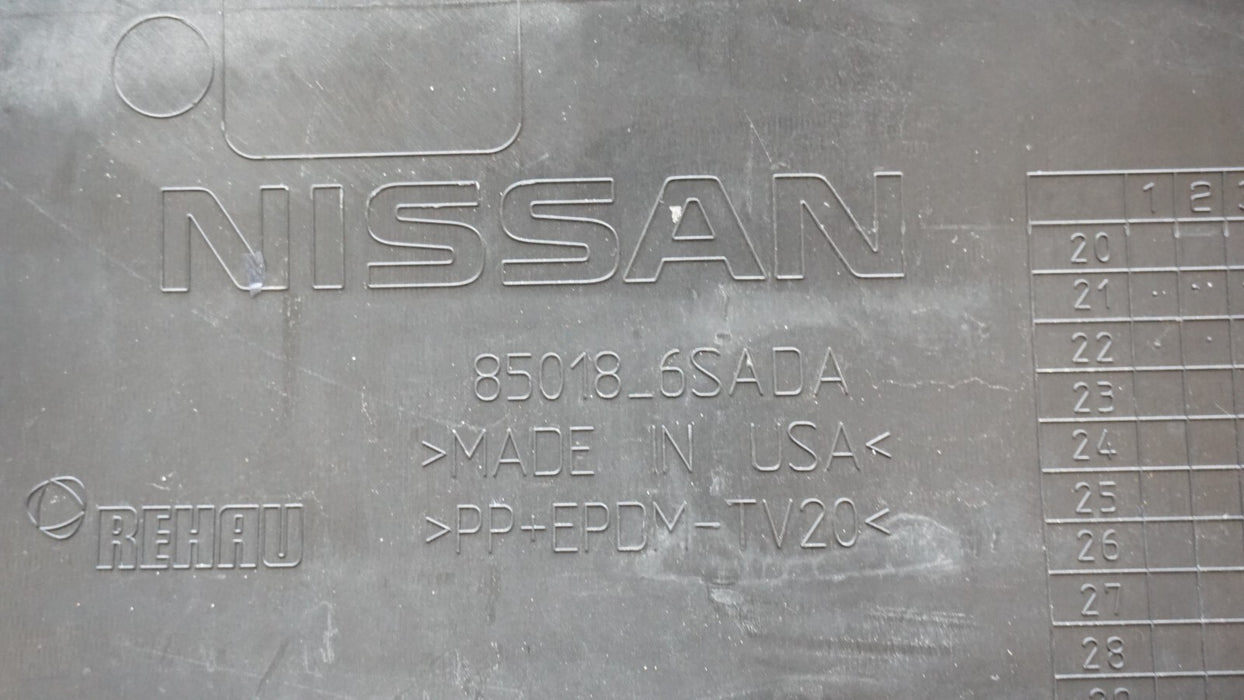 NISSAN
85018_6SADA
>MADE IN USA<
>PP+EPDM-TV20<
REHAU
1 2
20
21
22
23
24
25
26
27
28